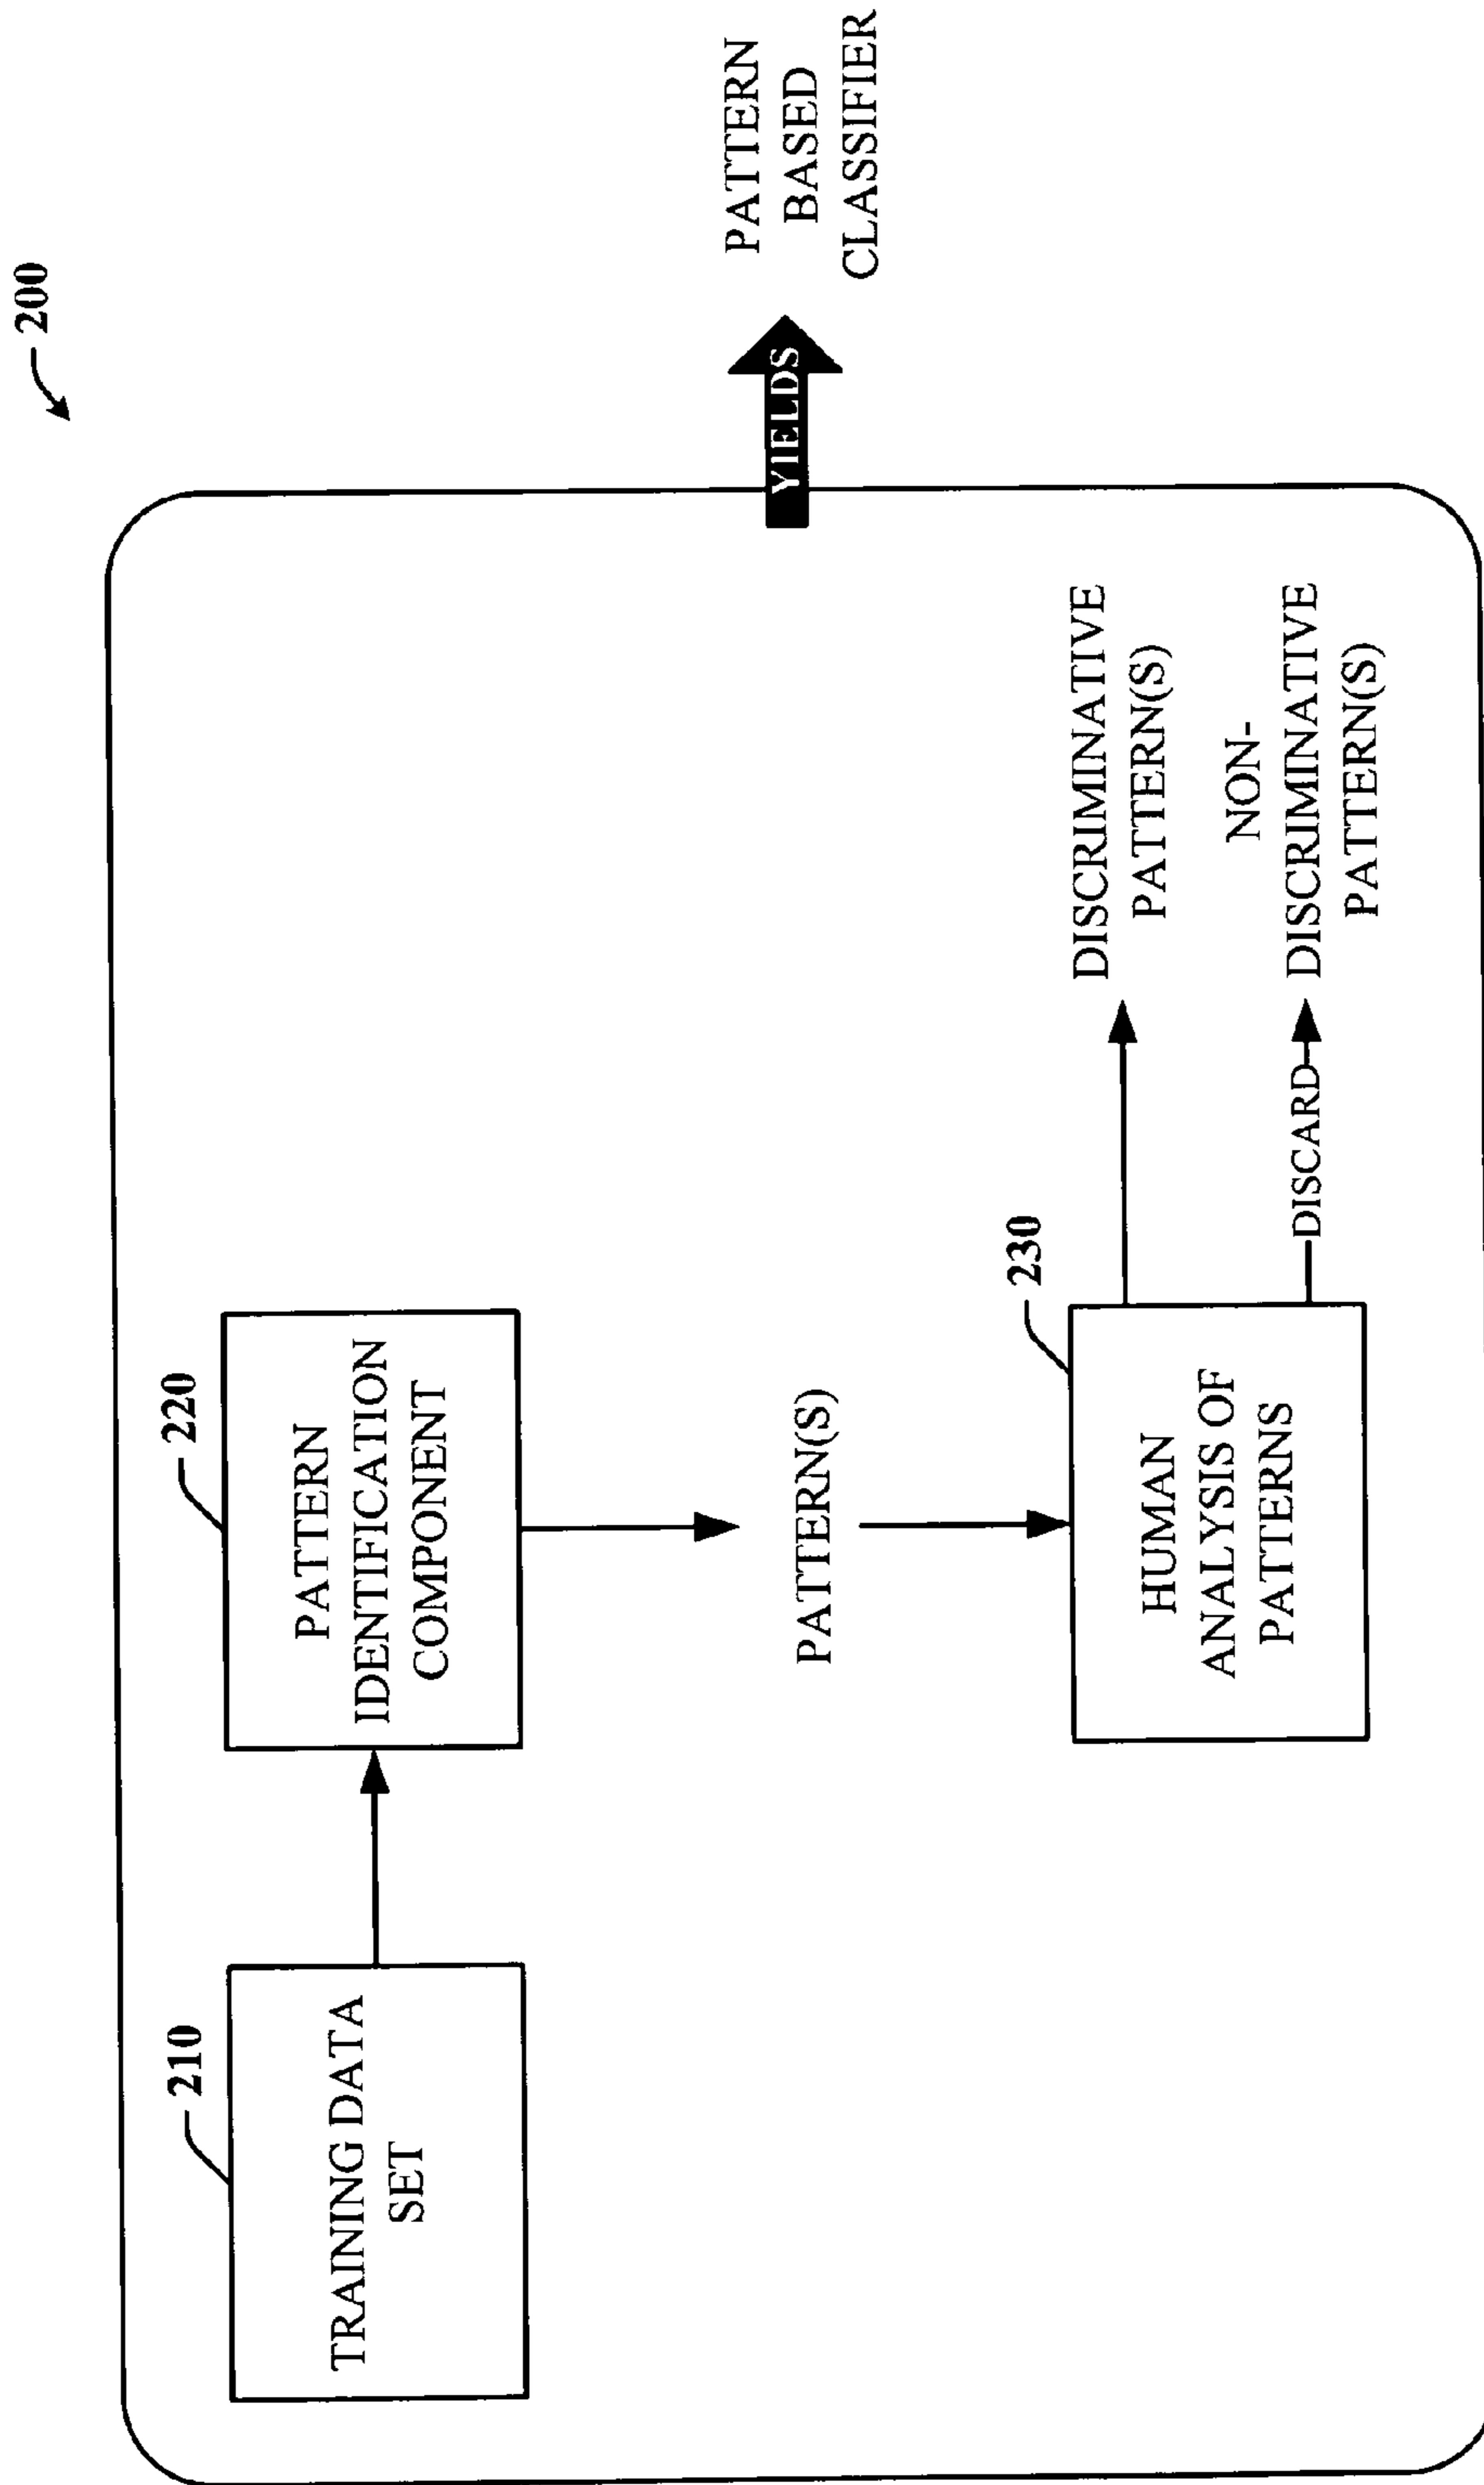 200
210
TRAINING DATA
SET
220
PATTERN
IDENTIFICATION
COMPONENT
PATTERN(S)
230
HUMAN
ANALYSIS OF
PATTERNS
DISCRIMINATIVE
PATTERN(S)
DISCARD
NON-
DISCRIMINATIVE
PATTERN(S)
YIELDS
PATTERN
BASED
CLASSIFIER